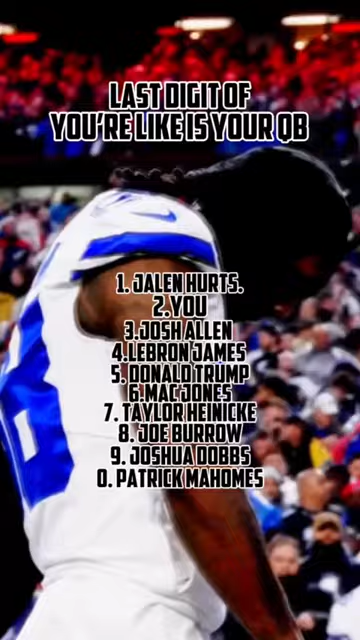 LAST DIGIT OF
YOU'RE LIKE IS YOUR QB
1. JALEN HURTS.
2.YOU
3.JOSH ALLEN
4.LEBRON JAMES
5. DONALD TRUMP
6.MAC JONES
7. TAYLOR HEINICKE
8. JOE BURROW
9. JOSHUA DOBBS
0. PATRICK MAHOMES